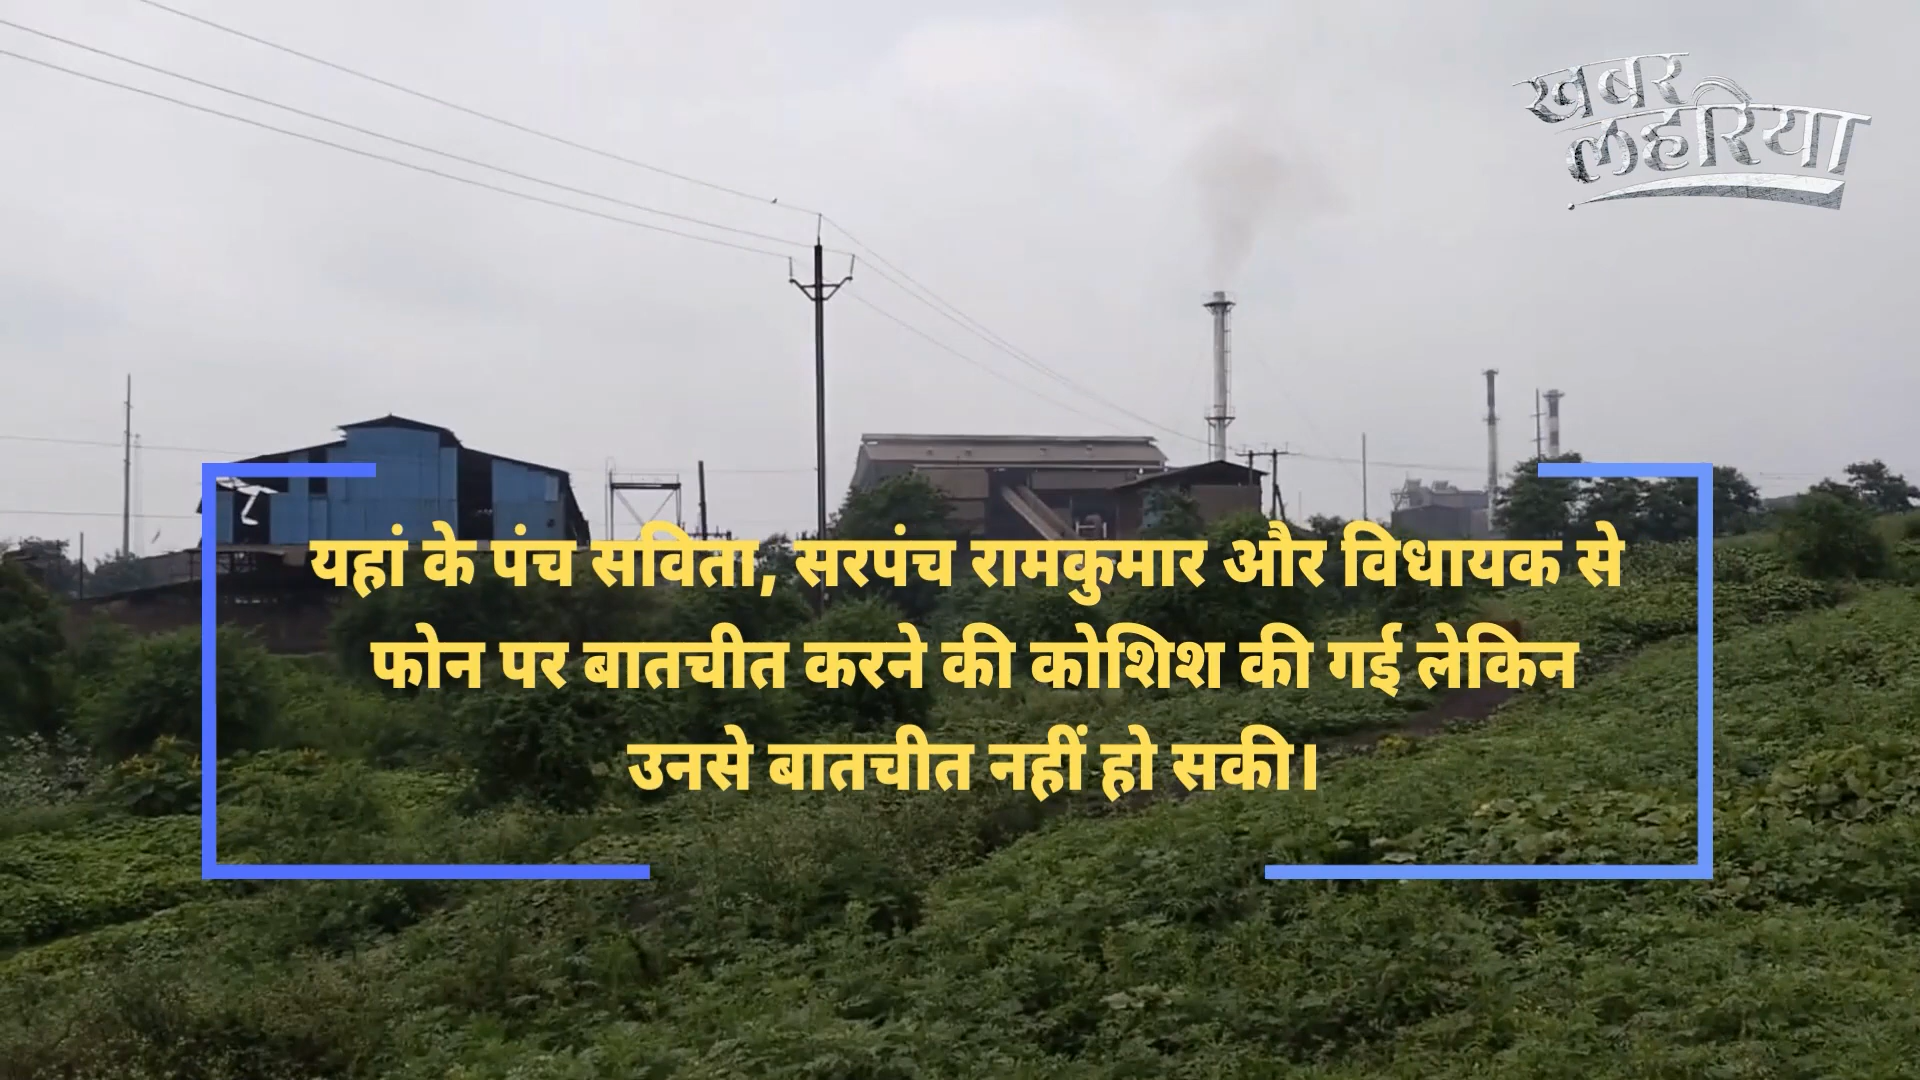 खबर
लहरिया
यहां के पंच सविता, सरपंच रामकुमार और विधायक से
फोन पर बातचीत करने की कोशिश की गई लेकिन
उनसे बातचीत नहीं हो सकी।